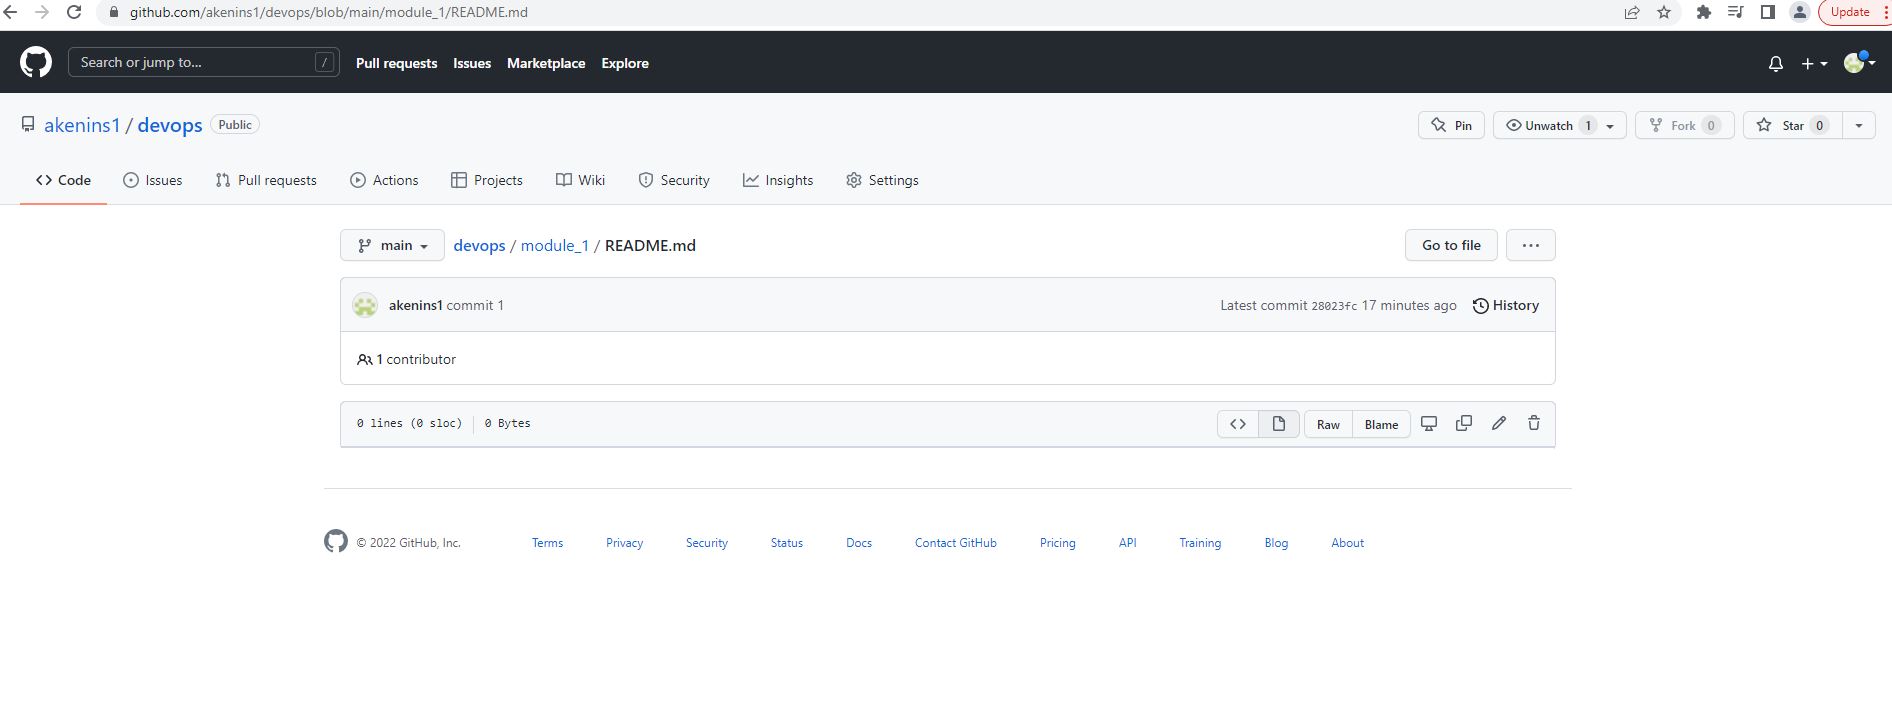 github.com/akenins1/devops/blob/main/module_1/README.md Update
Search or jump to... / Pull requests Issues Marketplace Explore
akenins1 / devops Public Pin Unwatch 1 Fork 0 Star 0
Code Issues Pull requests Actions Projects Wiki Security Insights Settings
main devops / module_1 / README.md Go to file ...
akenins1 commit 1 Latest commit 28023fc 17 minutes ago History
1 contributor
0 lines (0 sloc) 0 Bytes <> Raw Blame
© 2022 GitHub, Inc. Terms Privacy Security Status Docs Contact GitHub Pricing API Training Blog About